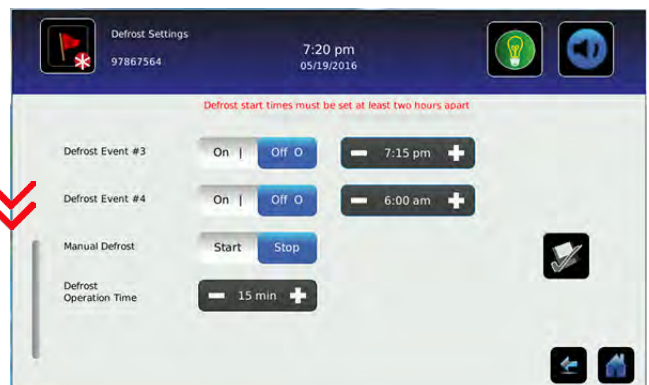 Defrost Settings
97867564
7:20 pm
05/19/2016
Defrost start times must be set at least two hours apart
Defrost Event #3 On | Off O − 7:15 pm +
Defrost Event #4 On | Off O − 6:00 am +
Manual Defrost Start Stop
Defrost
Operation Time − 15 min +